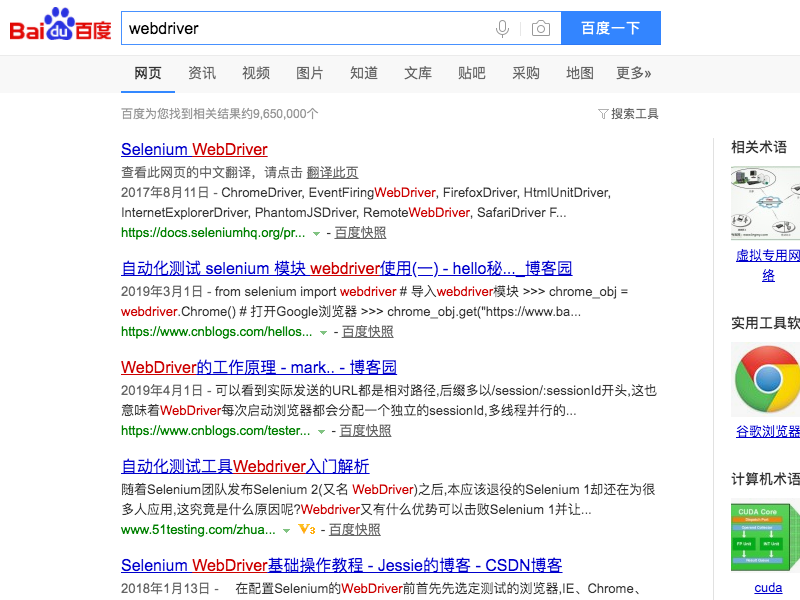 Bai du 百度
webdriver
百度一下
网页 资讯 视频 图片 知道 文库 贴吧 采购 地图 更多»
百度为您找到相关结果约9,650,000个
搜索工具
Selenium WebDriver
查看此网页的中文翻译，请点击 翻译此页
2017年8月11日 - ChromeDriver, EventFiringWebDriver, FirefoxDriver, HtmlUnitDriver,
InternetExplorerDriver, PhantomJSDriver, RemoteWebDriver, SafariDriver F...
https://docs.seleniumhq.org/pr... - 百度快照
自动化测试 selenium 模块 webdriver使用(一) - hello秘..._博客园
2019年3月1日 - from selenium import webdriver # 导入webdriver模块 >>> chrome_obj =
webdriver.Chrome() # 打开Google浏览器 >>> chrome_obj.get("https://www.ba...
https://www.cnblogs.com/hellos... - 百度快照
WebDriver的工作原理 - mark.. - 博客园
2019年4月1日 - 可以看到实际发送的URL都是相对路径,后缀多以/session/:sessionId开头,这也
意味着WebDriver每次启动浏览器都会分配一个独立的sessionId,多线程并行的...
https://www.cnblogs.com/tester... - 百度快照
自动化测试工具Webdriver入门解析
随着Selenium团队发布Selenium 2(又名 WebDriver)之后,本应该退役的Selenium 1却还在为很
多人应用,这究竟是什么原因呢?Webdriver又有什么优势可以击败Selenium 1并让...
www.51testing.com/zhua... V3 - 百度快照
Selenium WebDriver基础操作教程 - Jessie的博客 - CSDN博客
2018年1月13日 - 在配置Selenium的WebDriver前首先先选定测试的浏览器,IE、Chrome、
相关术语
虚拟专用网
络
实用工具软
谷歌浏览器
计算机术语
CUDA Core
cuda